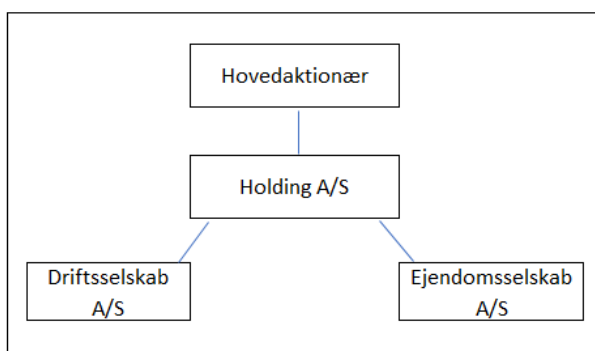 Hovedaktionær
Holding A/S
Driftsselskab
A/S
Ejendomsselskab
A/S